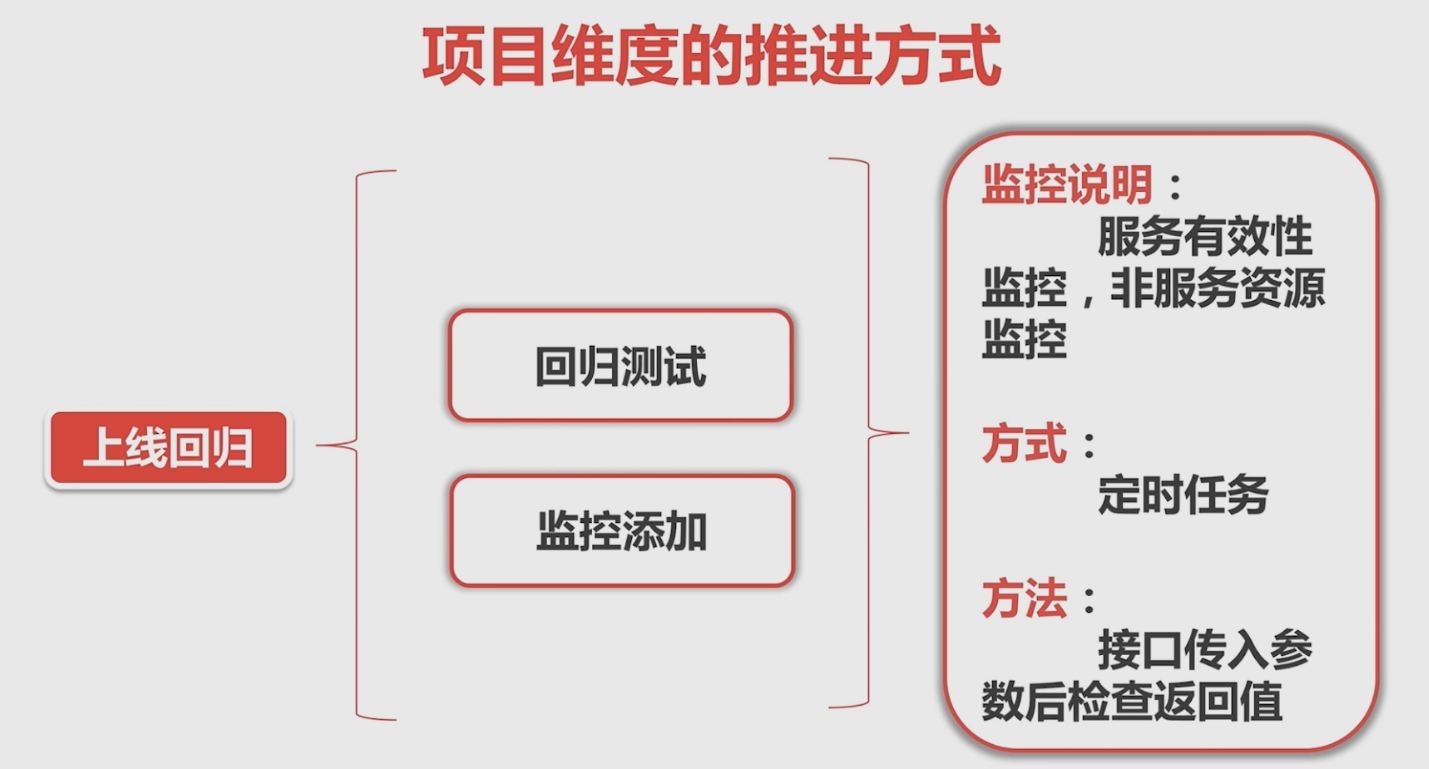 项目维度的推进方式
上线回归
回归测试
监控添加
监控说明：
服务有效性
监控，非服务资源
监控
方式：
定时任务
方法：
接口传入参
数后检查返回值